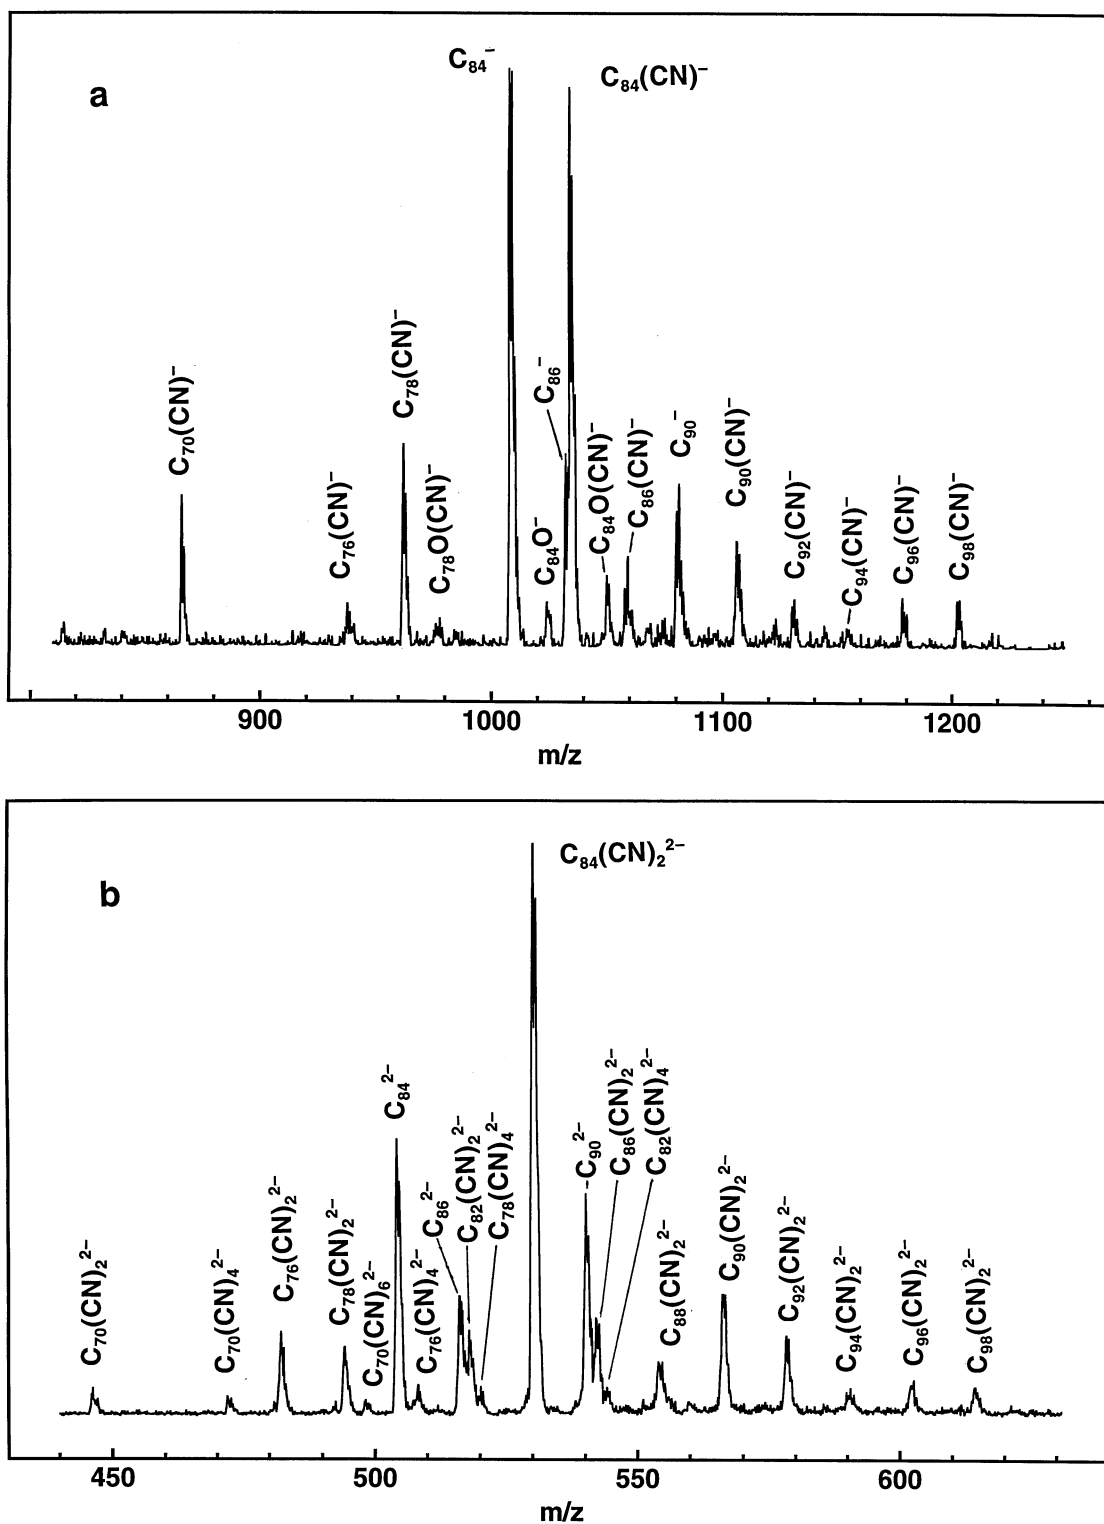 a
C₈₄⁻
C₈₄(CN)⁻
C₇₀(CN)⁻
C₇₆(CN)⁻
C₇₈(CN)⁻
C₇₈O(CN)⁻
C₈₄O⁻
C₈₆⁻
C₈₄O(CN)⁻
C₈₆(CN)⁻
C₉₀⁻
C₉₀(CN)⁻
C₉₂(CN)⁻
C₉₄(CN)⁻
C₉₆(CN)⁻
C₉₈(CN)⁻
900 1000 1100 1200
m/z
b
C₈₄(CN)₂²⁻
C₇₀(CN)₂²⁻
C₇₀(CN)₄²⁻
C₇₆(CN)₂²⁻
C₇₈(CN)₂²⁻
C₇₀(CN)₆²⁻
C₈₄²⁻
C₇₆(CN)₄²⁻
C₈₆²⁻
C₈₂(CN)₂²⁻
C₇₈(CN)₄²⁻
C₉₀²⁻
C₈₆(CN)₂²⁻
C₈₂(CN)₄²⁻
C₈₈(CN)₂²⁻
C₉₀(CN)₂²⁻
C₉₂(CN)₂²⁻
C₉₄(CN)₂²⁻
C₉₆(CN)₂²⁻
C₉₈(CN)₂²⁻
450 500 550 600
m/z